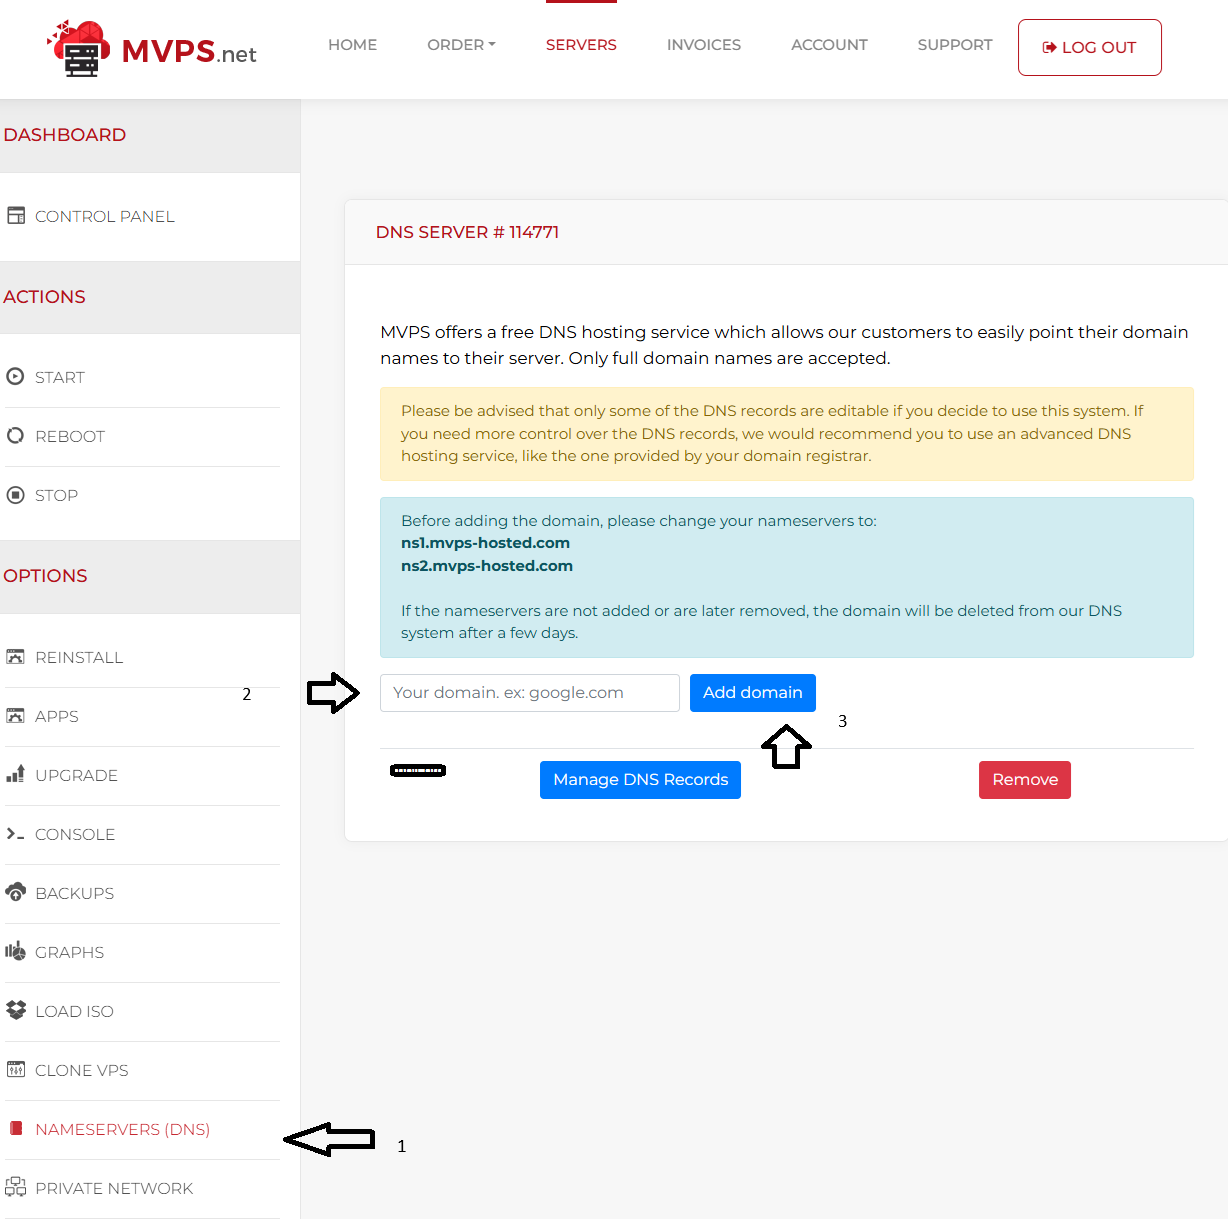 MVPS.net
HOME
ORDER
SERVERS
INVOICES
ACCOUNT
SUPPORT
LOG OUT
DASHBOARD
CONTROL PANEL
ACTIONS
START
REBOOT
STOP
OPTIONS
REINSTALL
APPS
UPGRADE
CONSOLE
BACKUPS
GRAPHS
LOAD ISO
CLONE VPS
NAMESERVERS (DNS)
PRIVATE NETWORK
DNS SERVER # 114771
MVPS offers a free DNS hosting service which allows our customers to easily point their domain
names to their server. Only full domain names are accepted.
Please be advised that only some of the DNS records are editable if you decide to use this system. If
you need more control over the DNS records, we would recommend you to use an advanced DNS
hosting service, like the one provided by your domain registrar.
Before adding the domain, please change your nameservers to:
ns1.mvps-hosted.com
ns2.mvps-hosted.com
If the nameservers are not added or are later removed, the domain will be deleted from our DNS
system after a few days.
2
Your domain. ex: google.com
Add domain
3
Manage DNS Records
Remove
1